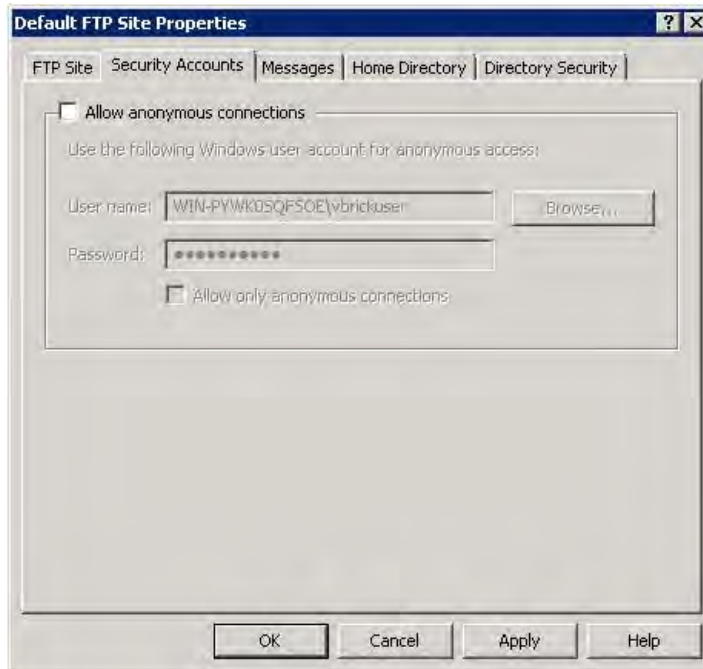 Default FTP Site Properties
FTP Site Security Accounts Messages Home Directory Directory Security
Allow anonymous connections
Use the following Windows user account for anonymous access:
User name: WIN-PYWK0SQFSOE\vbrickuser Browse...
Password: ●●●●●●●●●●
Allow only anonymous connections
OK Cancel Apply Help